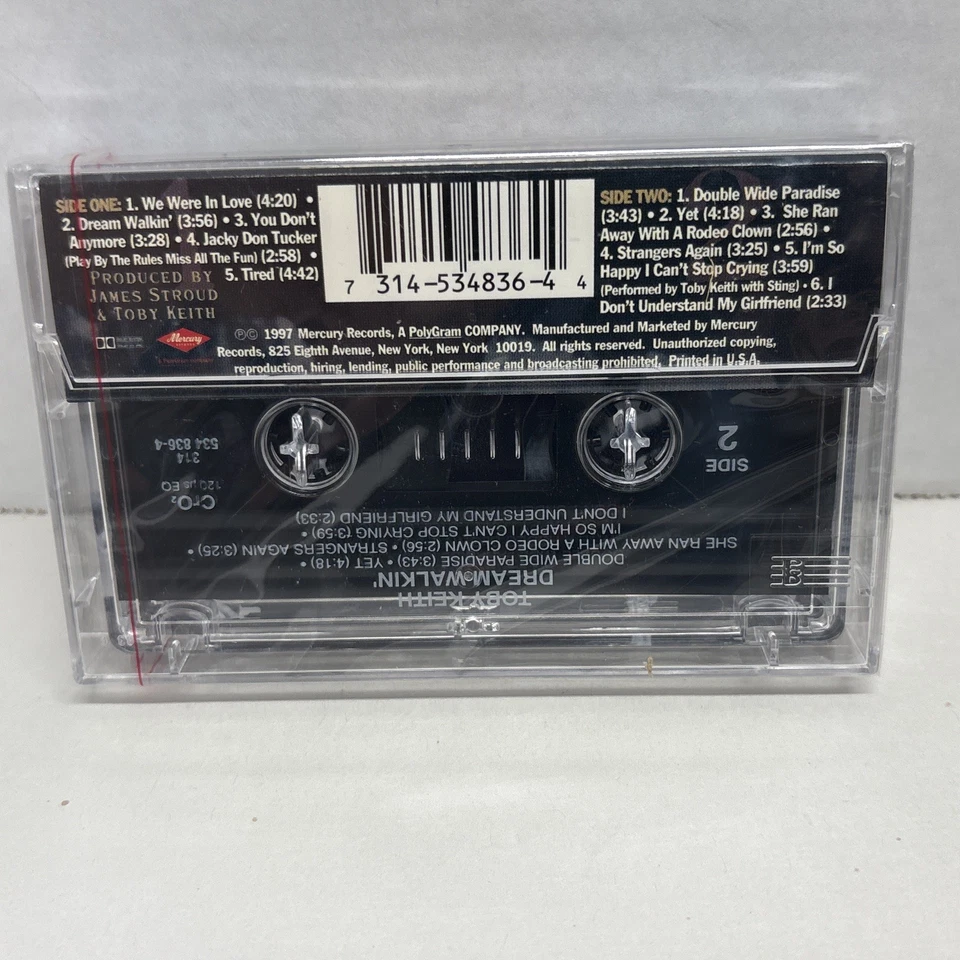 SIDE ONE: 1. We Were In Love (4:20) •
2. Dream Walkin' (3:56) • 3. You Don't
Anymore (3:28) • 4. Jacky Don Tucker
(Play By The Rules Miss All The Fun) (2:58) •
5. Tired (4:42)
PRODUCED BY
JAMES STROUD
& TOBY KEITH
7 314-534836-4 4
SIDE TWO: 1. Double Wide Paradise
(3:43) • 2. Yet (4:18) • 3. She Ran
Away With A Rodeo Clown (2:56) •
4. Strangers Again (3:25) • 5. I'm So
Happy I Can't Stop Crying (3:59)
(Performed by Toby Keith with Sting) • 6. I
Don't Understand My Girlfriend (2:33)
Mercury
℗© 1997 Mercury Records, A PolyGram COMPANY. Manufactured and Marketed by Mercury
Records, 825 Eighth Avenue, New York, New York 10019. All rights reserved. Unauthorized copying,
reproduction, hiring, lending, public performance and broadcasting prohibited. Printed in U.S.A.
TOBY KEITH
DREAM WALKIN'
DOUBLE WIDE PARADISE (3:43) • YET (4:18) •
SHE RAN AWAY WITH A RODEO CLOWN (2:56) • STRANGERS AGAIN (3:25) •
I'M SO HAPPY I CAN'T STOP CRYING (3:59) •
I DON'T UNDERSTAND MY GIRLFRIEND (2:33)
SIDE
2
CrO₂
120 µs EQ
314
534 836-4